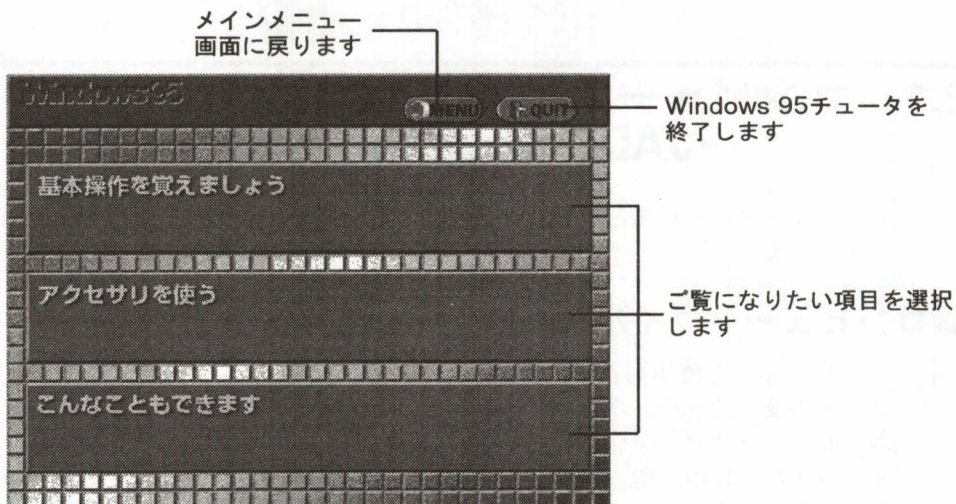 メインメニュー
画面に戻ります
Windows95
MENU
QUIT
Windows 95チュータを
終了します
基本操作を覚えましょう
アクセサリを使う
ご覧になりたい項目を選択
します
こんなこともできます